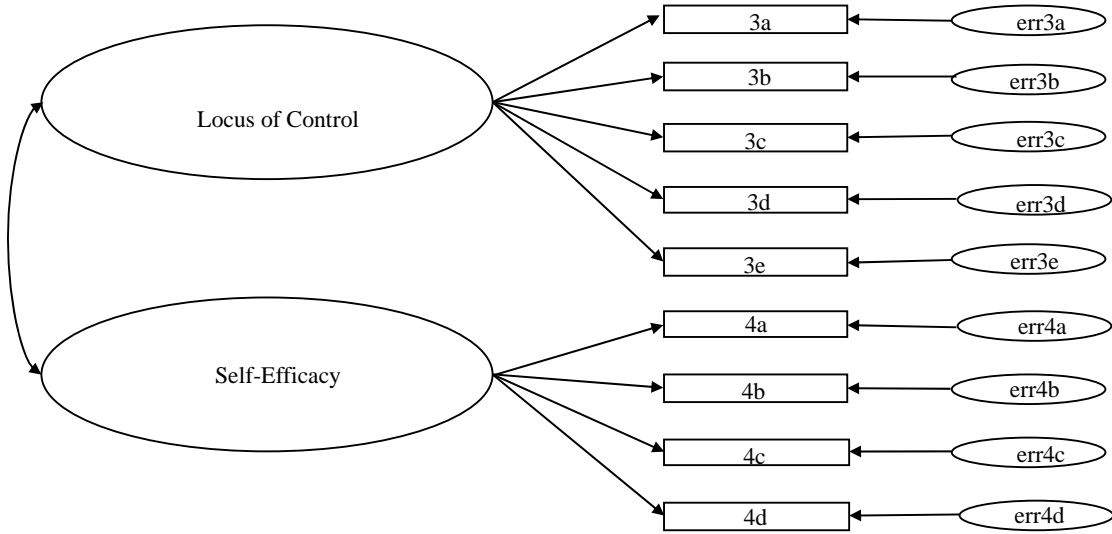 Locus of Control
3a
err3a
3b
err3b
3c
err3c
3d
err3d
3e
err3e
Self-Efficacy
4a
err4a
4b
err4b
4c
err4c
4d
err4d